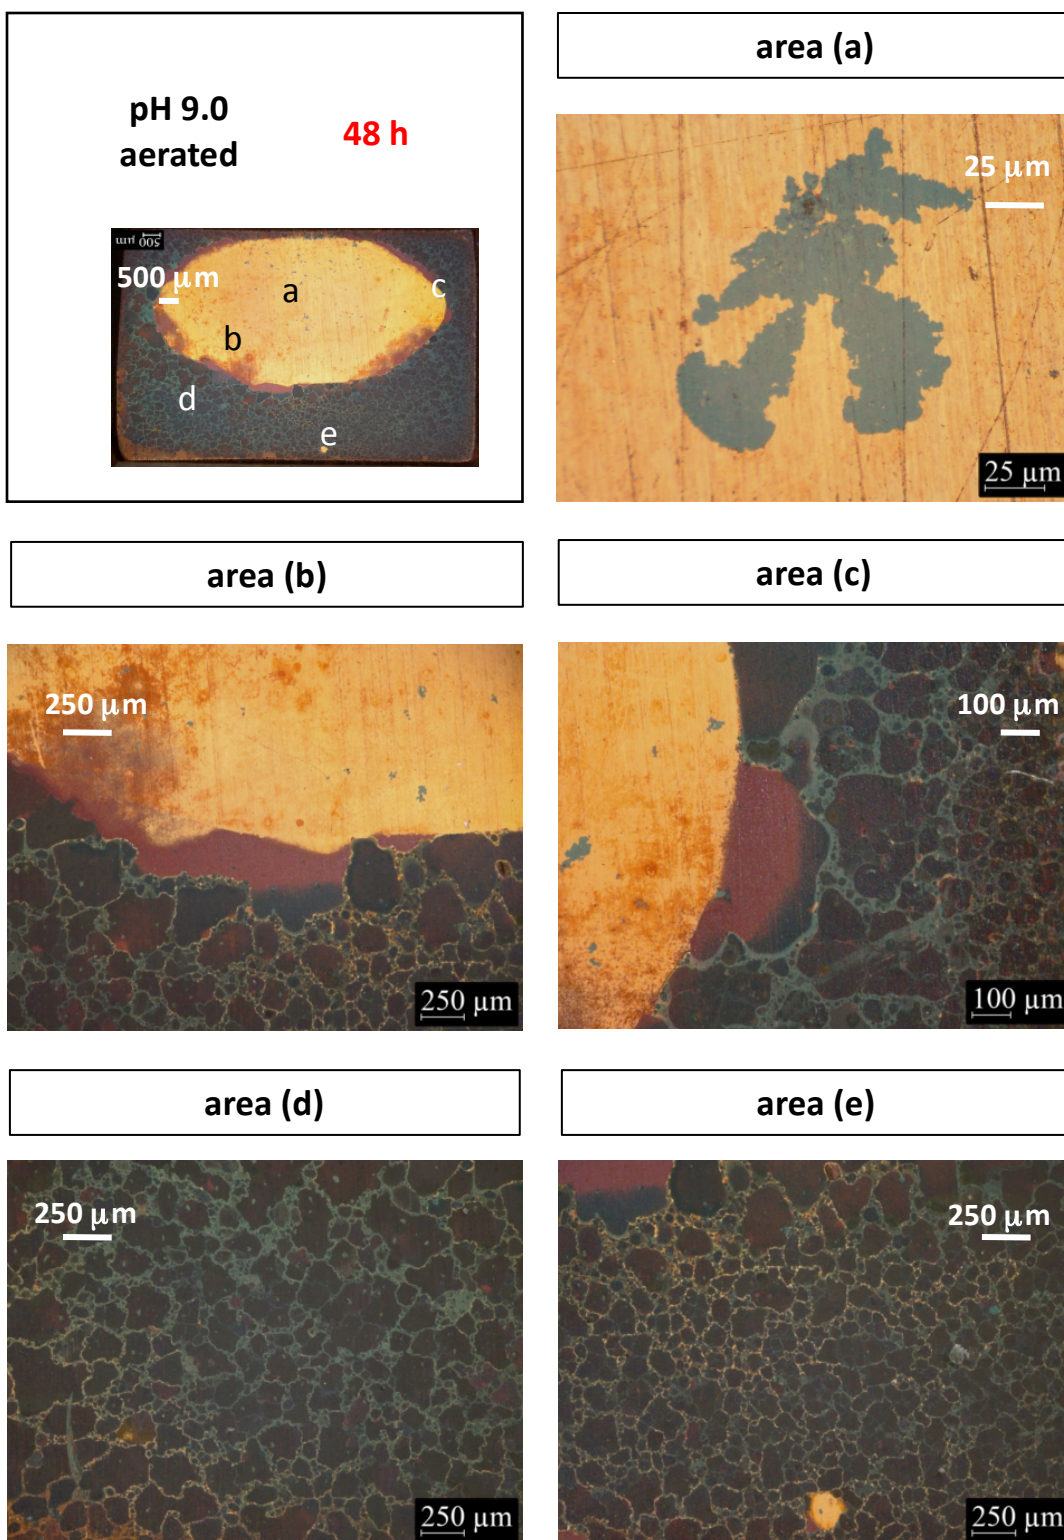 pH 9.0
aerated
48 h
500 µm
500 µm
a
b
c
d
e
area (a)
25 µm
25 µm
area (b)
250 µm
250 µm
area (c)
100 µm
100 µm
area (d)
250 µm
250 µm
area (e)
250 µm
250 µm